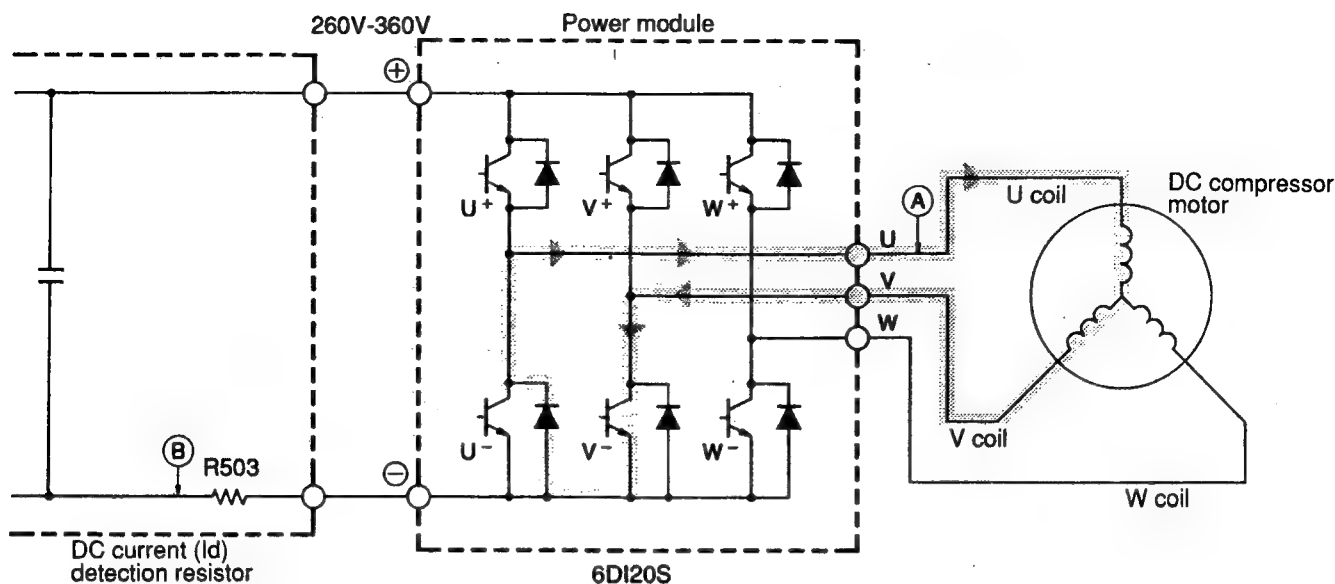 260V-360V
Power module
⊕
U+
V+
W+
A
U coil
DC compressor
motor
U
V
W
U−
V−
W−
B
R503
⊖
V coil
W coil
DC current (Id)
detection resistor
6DI20S